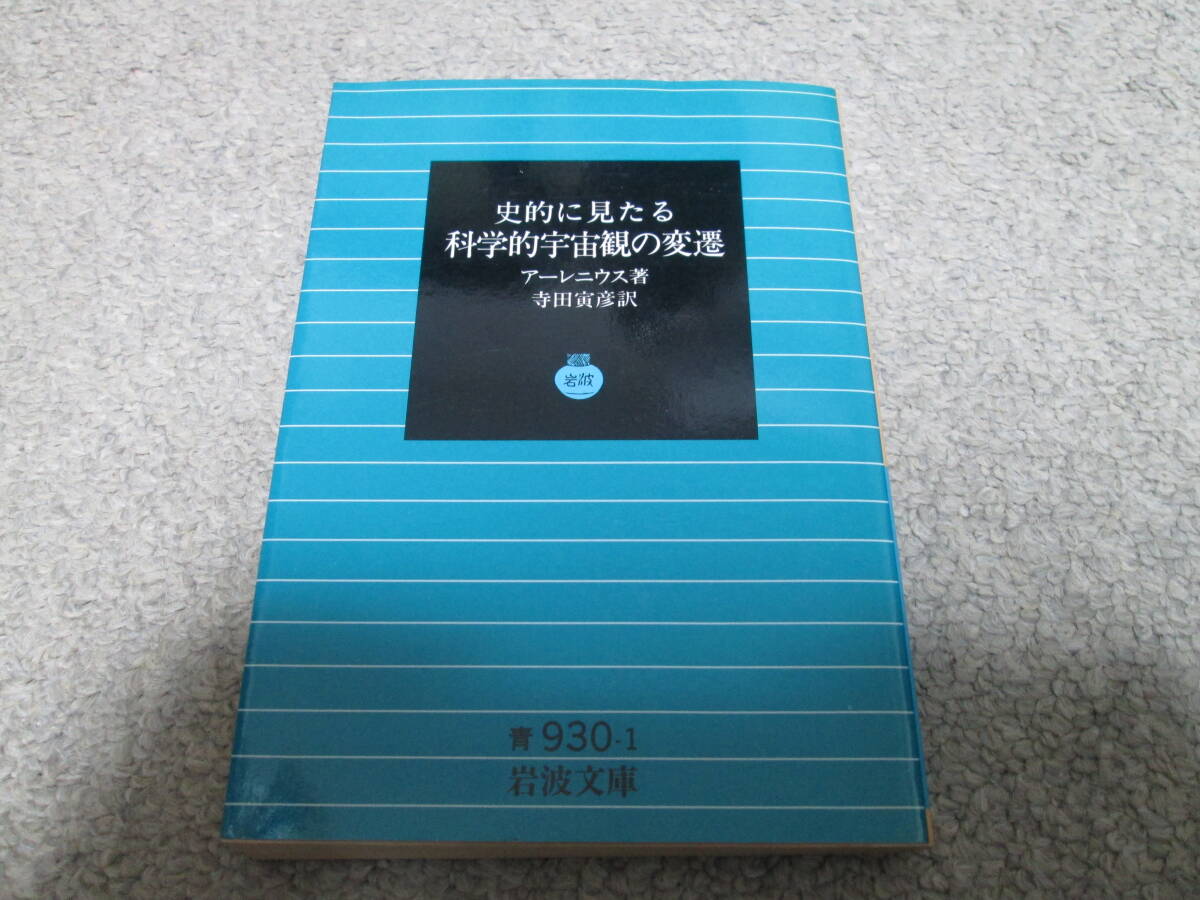 史的に見たる
科学的宇宙観の変遷
アーレニウス著
寺田寅彦訳
岩波
青 930-1
岩波文庫